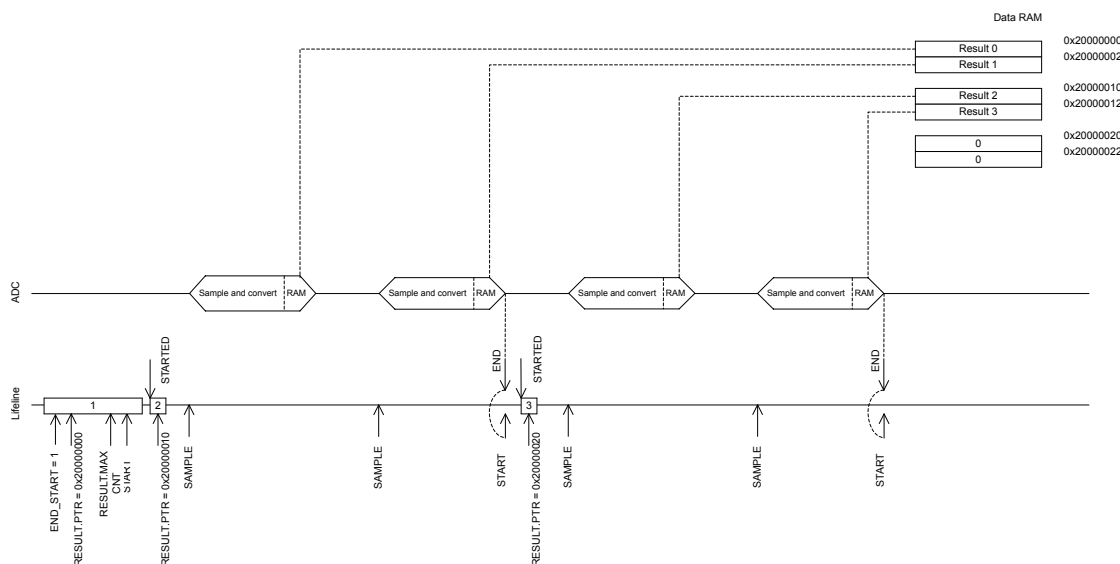 Data RAM
Result 0
0x20000000
Result 1
0x20000002
Result 2
0x20000010
Result 3
0x20000012
0
0x20000020
0
0x20000022
ADC
Sample and convert
RAM
Sample and convert
RAM
Sample and convert
RAM
Sample and convert
RAM
STARTED
END
STARTED
END
Lifeline
1
2
3
END_START = 1
RESULT.PTR = 0x20000000
RESULT.MAX
CNT
START
RESULT.PTR = 0x20000010
SAMPLE
SAMPLE
START
RESULT.PTR = 0x20000020
SAMPLE
SAMPLE
START